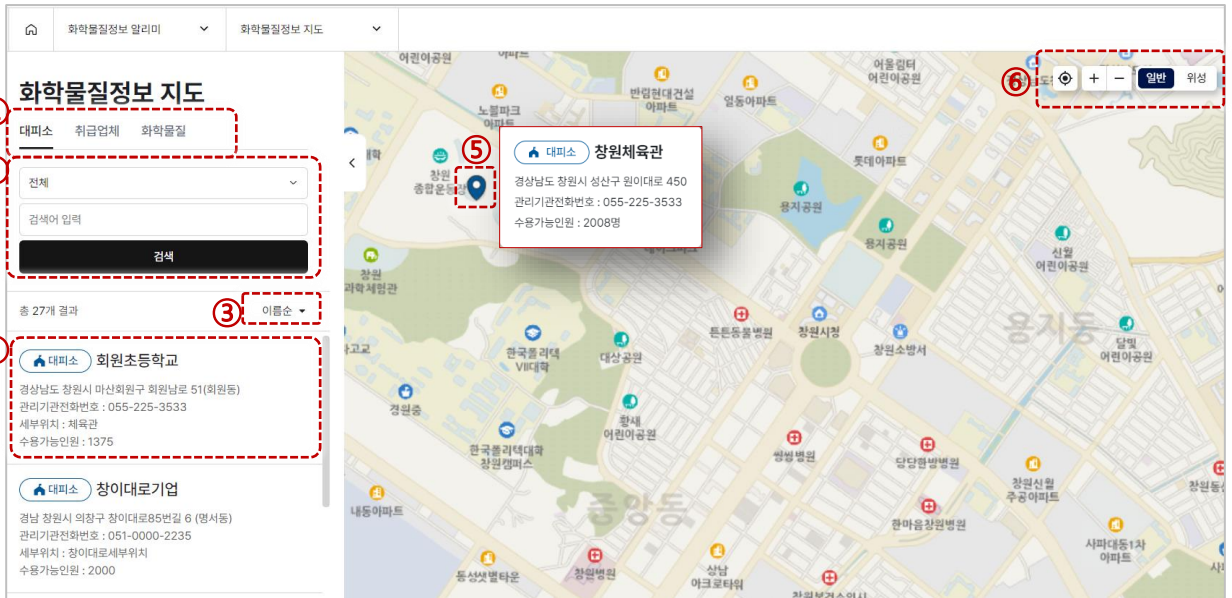 화학물질정보 알리미
화학물질정보 지도
화학물질정보 지도
대피소 취급업체 화학물질
전체
검색어 입력
검색
총 27개 결과
③
이름순
대피소 회원초등학교
경상남도 창원시 마산회원구 회원남로 51(회원동)
관리기관전화번호 : 055-225-3533
세부위치 : 체육관
수용가능인원 : 1375
대피소 창이대로기업
경남 창원시 의창구 창이대로85번길 6 (명서동)
관리기관전화번호 : 051-0000-2235
세부위치 : 창이대로세부위치
수용가능인원 : 2000
⑤
대피소 창원체육관
경상남도 창원시 성산구 원이대로 450
관리기관전화번호 : 055-225-3533
수용가능인원 : 2008명
⑥
일반 위성
어린이공원
아파트
노블파크
아파트
반림현대건설
아파트
일동아파트
어울림터
어린이공원
롯데아파트
창원
종합운동장
용지공원
용지공원
신월
어린이공원
창원
과학체험관
튼튼동물병원
창원시청
창원소방서
용지동
달빛
어린이공원
한국폴리텍
VII대학
대상공원
경원중
황새
어린이공원
한국폴리텍대학
창원캠퍼스
씽씽병원
당당한방병원
창원신월
주공아파트
내동아파트
중앙동
한마음창원병원
사파대동1차
아파트
동성샛별타운
창원병원
상남
아크로타워